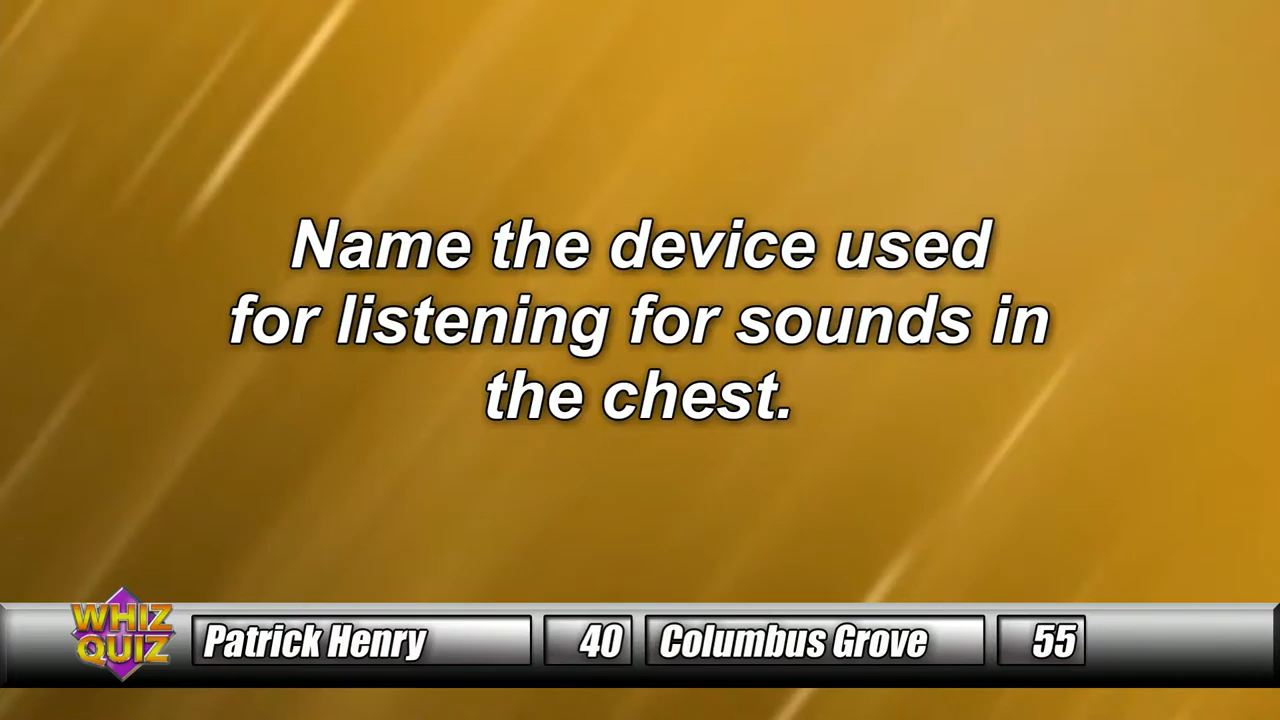 Name the device used
for listening for sounds in
the chest.
WHIZ
QUIZ
Patrick Henry 40 Columbus Grove 55